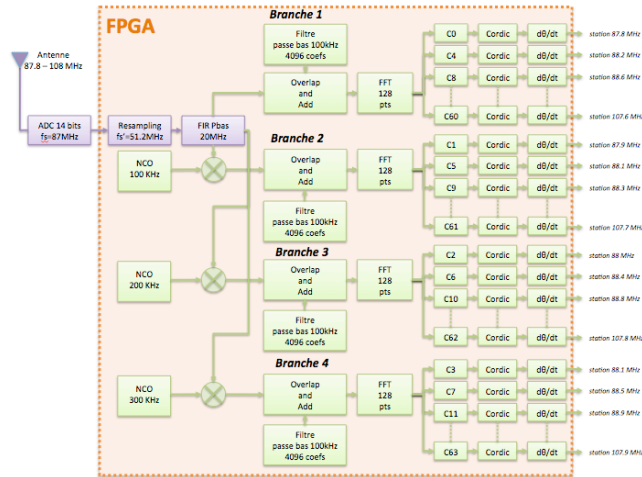 FPGA
Antenne
87.8 – 108 MHz
ADC 14 bits
fs=87MHz
Resampling
fs'=51.2MHz
FIR Pbas
20MHz
Branche 1
Filtre
passe bas 100kHz
4096 coefs
Overlap
and
Add
FFT
128
pts
C0
Cordic
dθ/dt
station 87.8 MHz
C4
Cordic
dθ/dt
station 88.2 MHz
C8
Cordic
dθ/dt
station 88.6 MHz
C60
Cordic
dθ/dt
station 107.6 MHz
Branche 2
NCO
100 KHz
Overlap
and
Add
FFT
128
pts
Filtre
passe bas 100kHz
4096 coefs
C1
Cordic
dθ/dt
station 87.9 MHz
C5
Cordic
dθ/dt
station 88.1 MHz
C9
Cordic
dθ/dt
station 88.3 MHz
C61
Cordic
dθ/dt
station 107.7 MHz
Branche 3
NCO
200 KHz
Overlap
and
Add
FFT
128
pts
Filtre
passe bas 100kHz
4096 coefs
C2
Cordic
dθ/dt
station 88 MHz
C6
Cordic
dθ/dt
station 88.4 MHz
C10
Cordic
dθ/dt
station 88.8 MHz
C62
Cordic
dθ/dt
station 107.8 MHz
Branche 4
NCO
300 KHz
Overlap
and
Add
FFT
128
pts
Filtre
passe bas 100kHz
4096 coefs
C3
Cordic
dθ/dt
station 88.1 MHz
C7
Cordic
dθ/dt
station 88.5 MHz
C11
Cordic
dθ/dt
station 88.9 MHz
C63
Cordic
dθ/dt
station 107.9 MHz